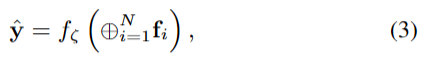 ŷ = f_ζ (⊕_{i=1}^{N} f_i) , (3)